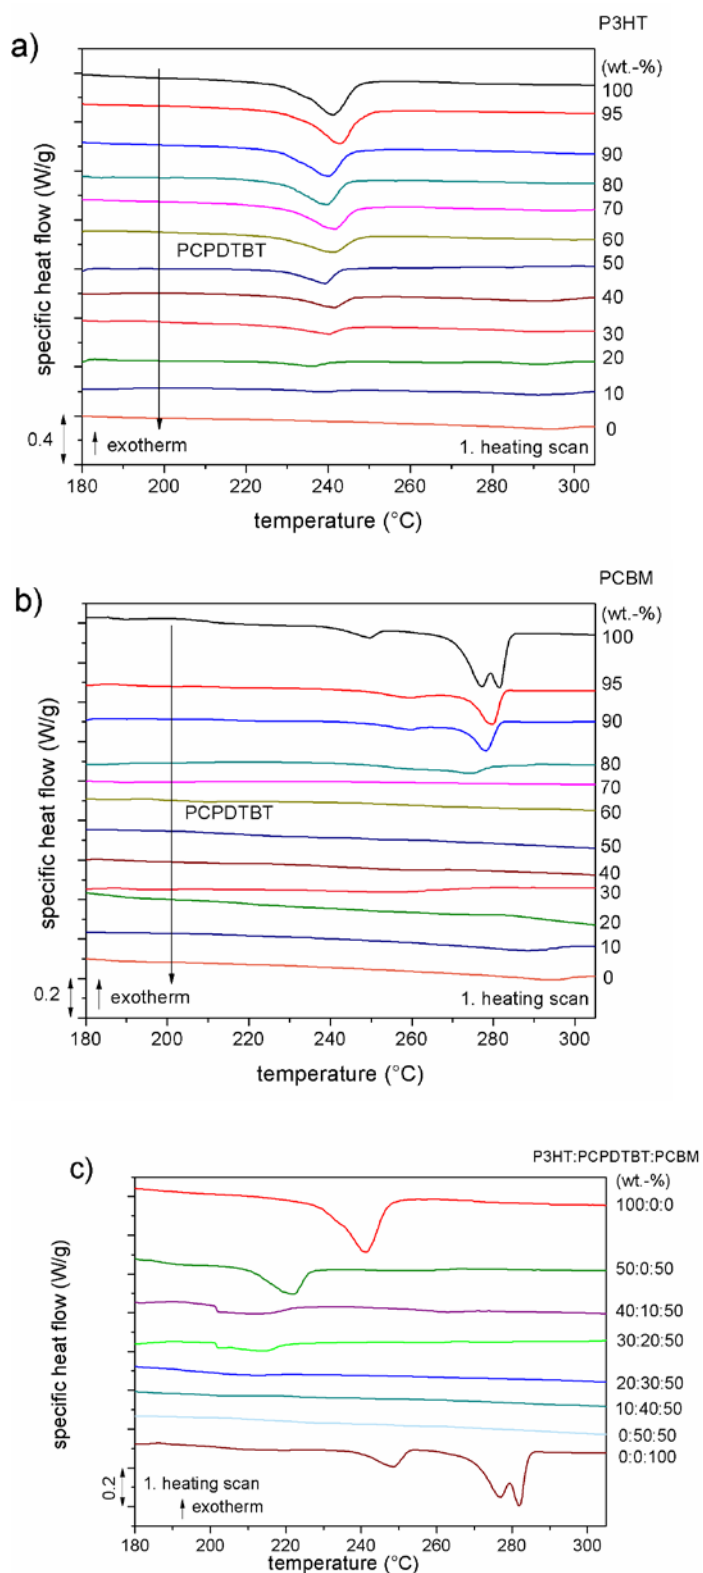 a)
P3HT
(wt.-%)
100
95
90
80
70
60
50
40
30
20
10
0
PCPDTBT
specific heat flow (W/g)
0.4
exotherm
1. heating scan
180 200 220 240 260 280 300
temperature (°C)
b)
PCBM
(wt.-%)
100
95
90
80
70
60
50
40
30
20
10
0
PCPDTBT
specific heat flow (W/g)
0.2
exotherm
1. heating scan
180 200 220 240 260 280 300
temperature (°C)
c)
P3HT:PCPDTBT:PCBM
(wt.-%)
100:0:0
50:0:50
40:10:50
30:20:50
20:30:50
10:40:50
0:50:50
0:0:100
specific heat flow (W/g)
0.2
1. heating scan
exotherm
180 200 220 240 260 280 300
temperature (°C)